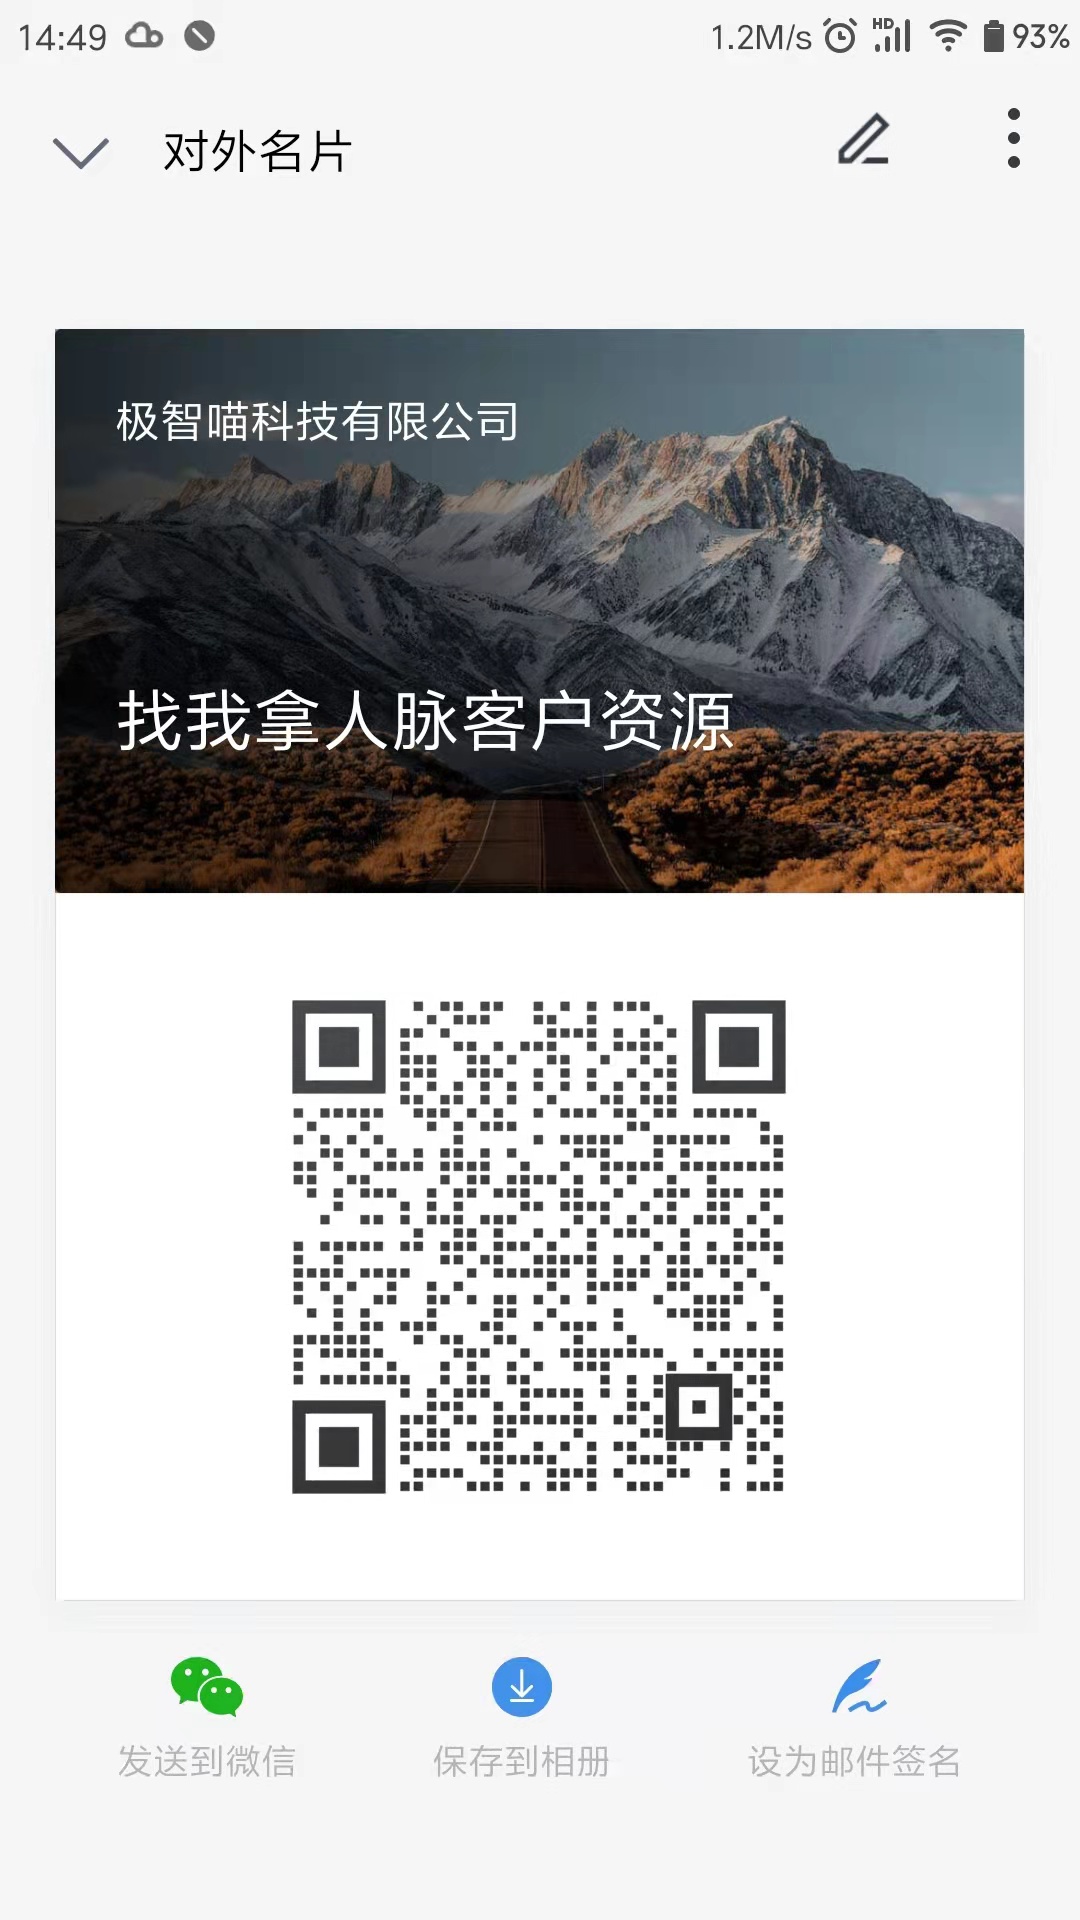 14:49
1.2M/s HD 93%
对外名片
极智喵科技有限公司
找我拿人脉客户资源
发送到微信
保存到相册
设为邮件签名